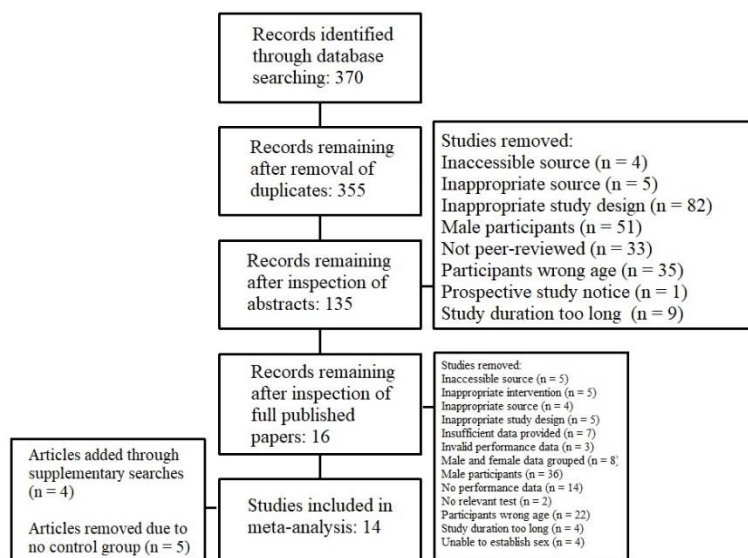 Records identified
through database
searching: 370
Records remaining
after removal of
duplicates: 355
Studies removed:
Inaccessible source (n = 4)
Inappropriate source (n = 5)
Inappropriate study design (n = 82)
Male participants (n = 51)
Not peer-reviewed (n = 33)
Participants wrong age (n = 35)
Prospective study notice (n = 1)
Study duration too long (n = 9)
Records remaining
after inspection of
abstracts: 135
Records remaining
after inspection of
full published
papers: 16
Studies removed:
Inaccessible source (n = 5)
Inappropriate intervention (n = 5)
Inappropriate source (n = 4)
Inappropriate study design (n = 5)
Insufficient data provided (n = 7)
Invalid performance data (n = 3)
Male and female data grouped (n = 8)
Male participants (n = 36)
No performance data (n = 14)
No relevant test (n = 2)
Participants wrong age (n = 22)
Study duration too long (n = 4)
Unable to establish sex (n = 4)
Articles added through
supplementary searches
(n = 4)
Articles removed due to
no control group (n = 5)
Studies included in
meta-analysis: 14